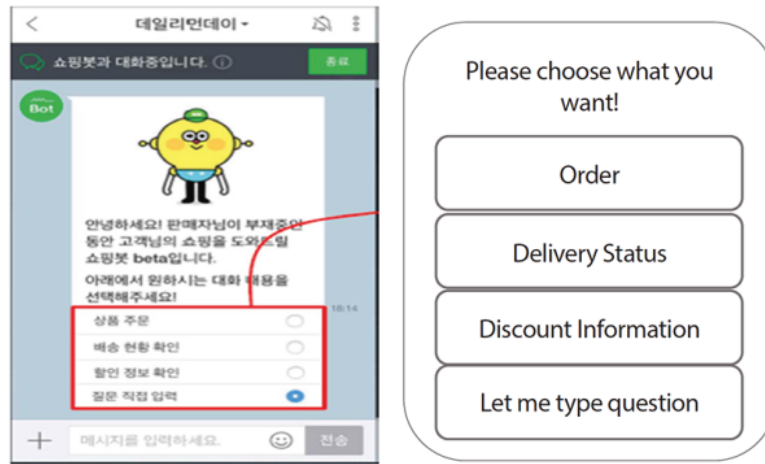 데일리먼데이
쇼핑봇과 대화중입니다.
종료
Bot
안녕하세요! 판매자님이 부재중인
동안 고객님의 쇼핑을 도와드릴
쇼핑봇 beta입니다.
아래에서 원하시는 대화 내용을
선택해주세요!
18:14
상품 주문
배송 현황 확인
할인 정보 확인
질문 직접 입력
메시지를 입력하세요.
전송
Please choose what you
want!
Order
Delivery Status
Discount Information
Let me type question